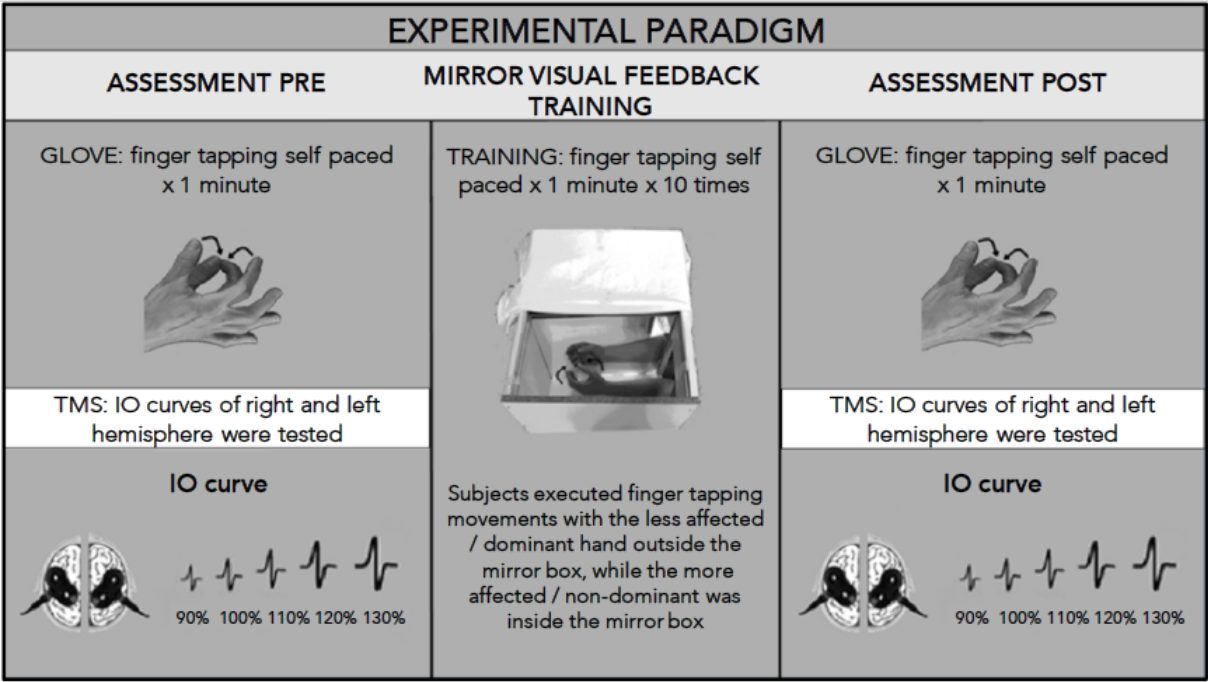 EXPERIMENTAL PARADIGM
ASSESSMENT PRE
GLOVE: finger tapping self paced
x 1 minute
TMS: IO curves of right and left
hemisphere were tested
IO curve
90% 100% 110% 120% 130%
MIRROR VISUAL FEEDBACK
TRAINING
TRAINING: finger tapping self
paced x 1 minute x 10 times
Subjects executed finger tapping
movements with the less affected
/ dominant hand outside the
mirror box, while the more
affected / non-dominant was
inside the mirror box
ASSESSMENT POST
GLOVE: finger tapping self paced
x 1 minute
TMS: IO curves of right and left
hemisphere were tested
IO curve
90% 100% 110% 120% 130%